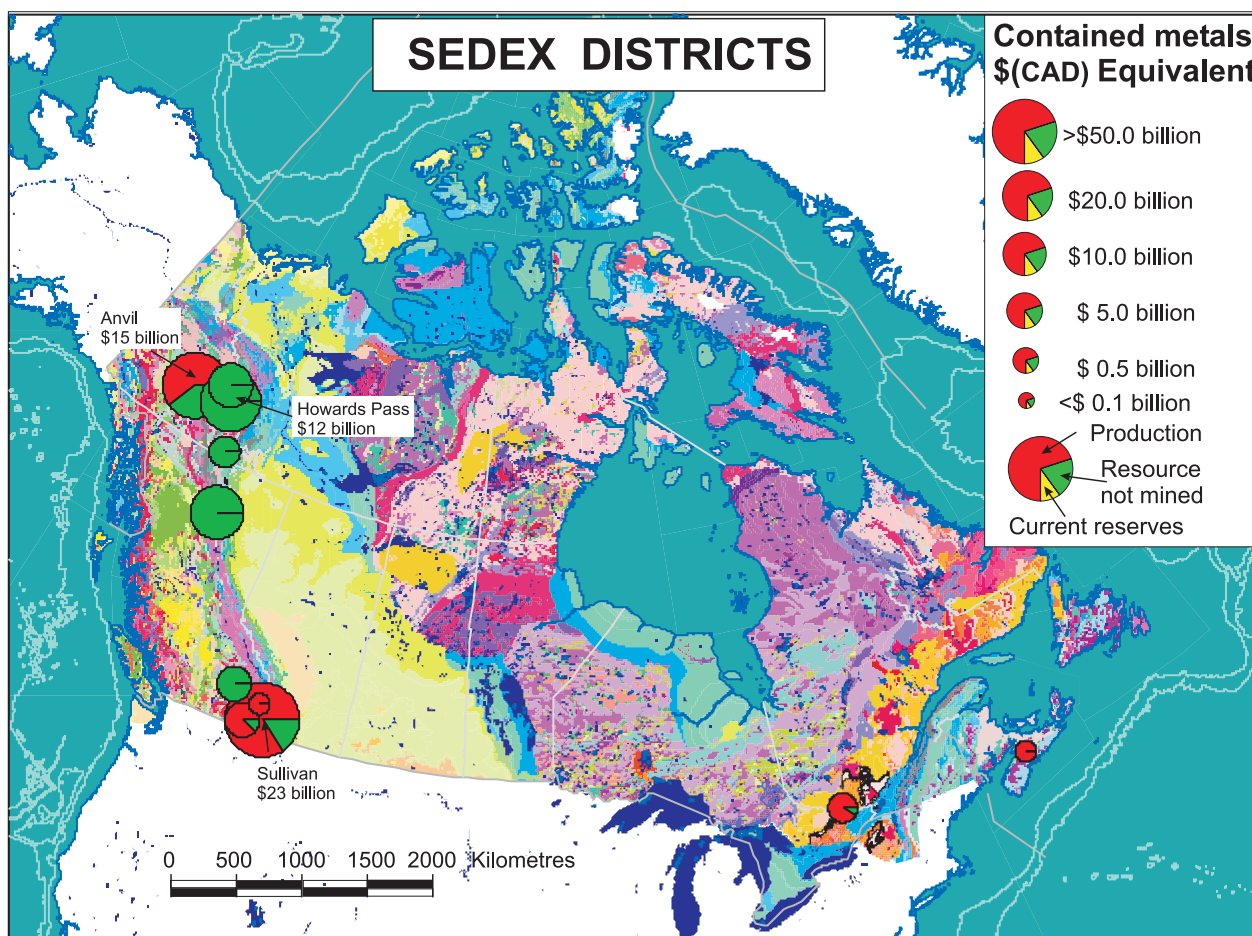 SEDEX DISTRICTS
Contained metals
$(CAD) Equivalent
>$50.0 billion
$20.0 billion
$10.0 billion
$ 5.0 billion
$ 0.5 billion
<$ 0.1 billion
Production
Resource
not mined
Current reserves
Anvil
$15 billion
Howards Pass
$12 billion
Sullivan
$23 billion
0 500 1000 1500 2000 Kilometres